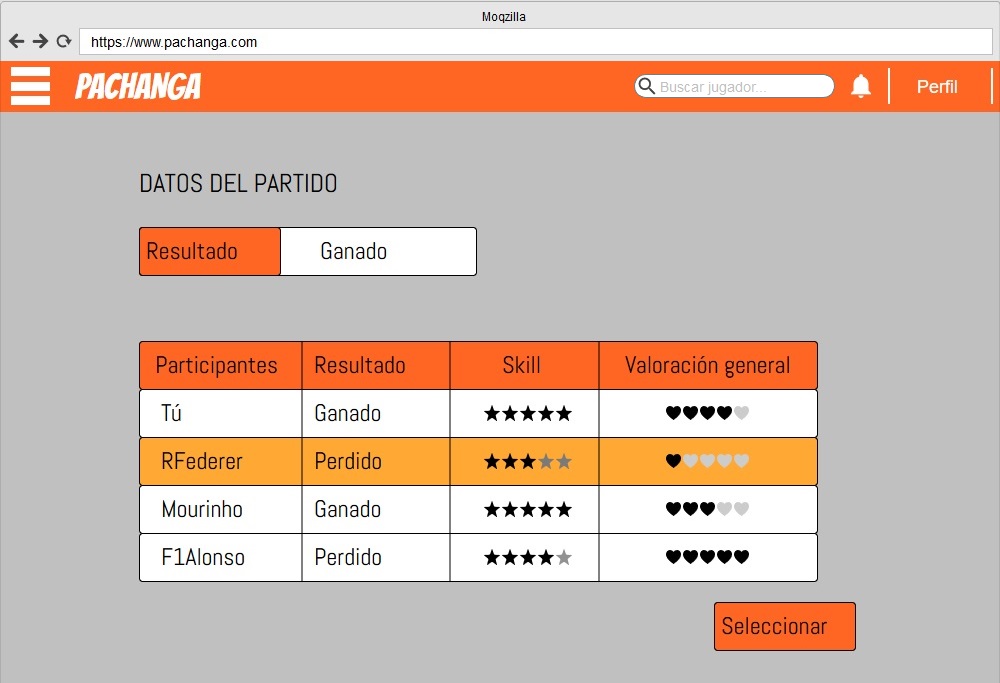 Moqzilla
https://www.pachanga.com
PACHANGA
Buscar jugador...
Perfil
DATOS DEL PARTIDO
Resultado Ganado
Participantes Resultado Skill Valoración general
Tú Ganado ★★★★★ ♥♥♥♥♥
RFederer Perdido ★★★★★ ♥♥♥♥♥
Mourinho Ganado ★★★★★ ♥♥♥♥♥
F1Alonso Perdido ★★★★★ ♥♥♥♥♥
Seleccionar